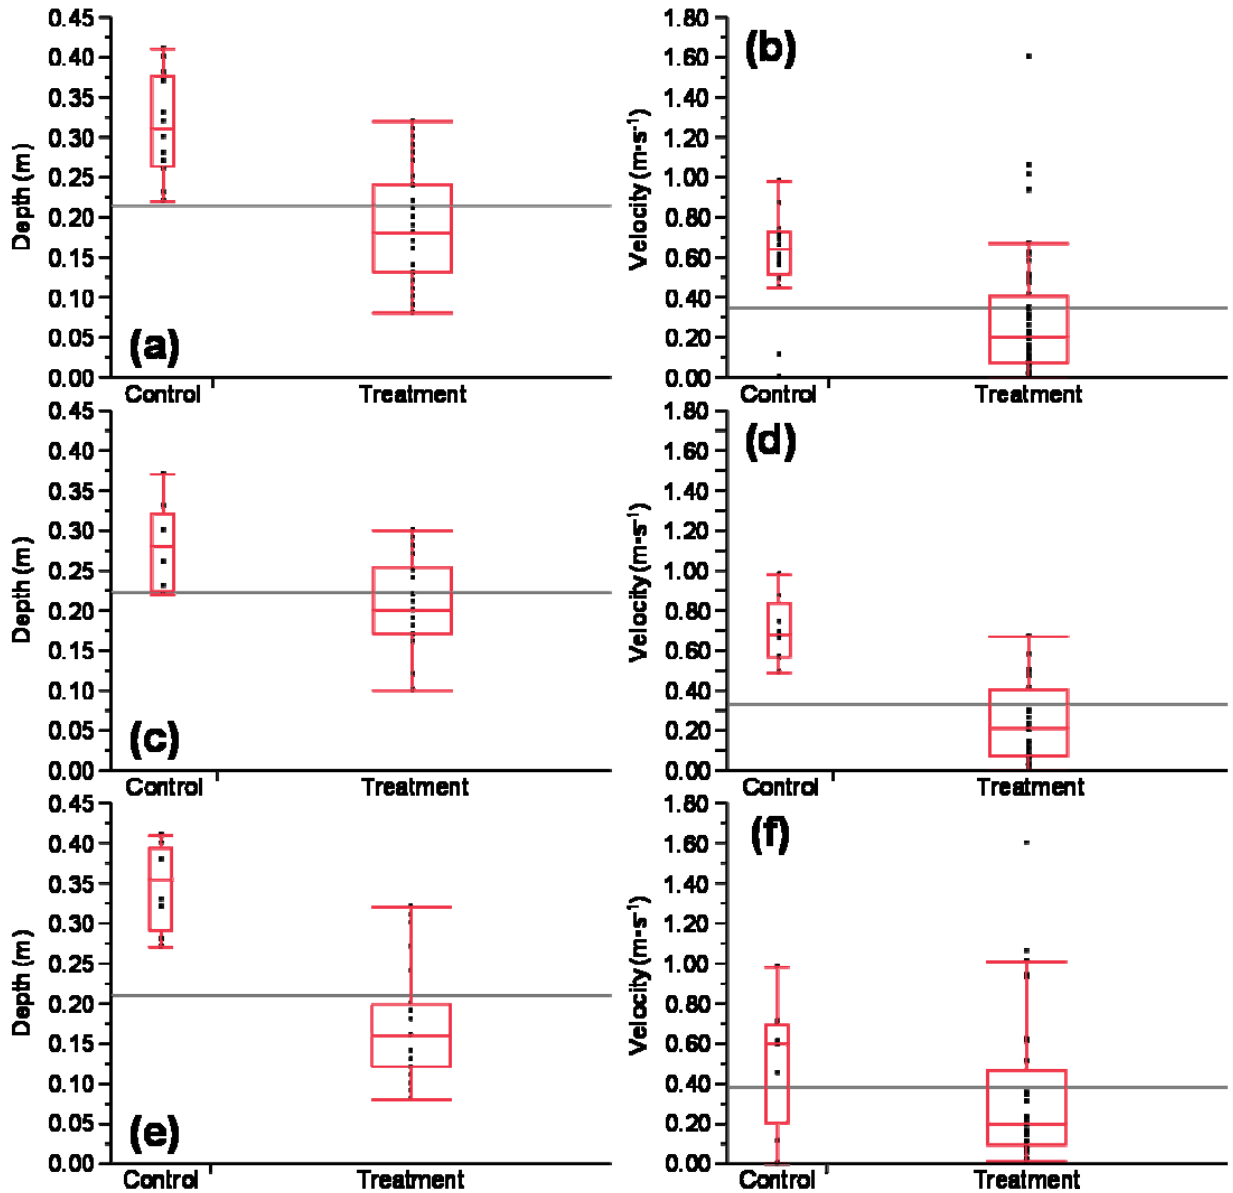 0.45
0.40
0.35
0.30
0.25
0.20
0.15
0.10
0.05
0.00
Depth (m)
(a)
Control
Treatment
1.80
1.60
1.40
1.20
1.00
0.80
0.60
0.40
0.20
0.00
Velocity (m•s⁻¹)
(b)
Control
Treatment
0.45
0.40
0.35
0.30
0.25
0.20
0.15
0.10
0.05
0.00
Depth (m)
(c)
Control
Treatment
1.80
1.60
1.40
1.20
1.00
0.80
0.60
0.40
0.20
0.00
Velocity (m•s⁻¹)
(d)
Control
Treatment
0.45
0.40
0.35
0.30
0.25
0.20
0.15
0.10
0.05
0.00
Depth (m)
(e)
Control
Treatment
1.80
1.60
1.40
1.20
1.00
0.80
0.60
0.40
0.20
0.00
Velocity (m•s⁻¹)
(f)
Control
Treatment